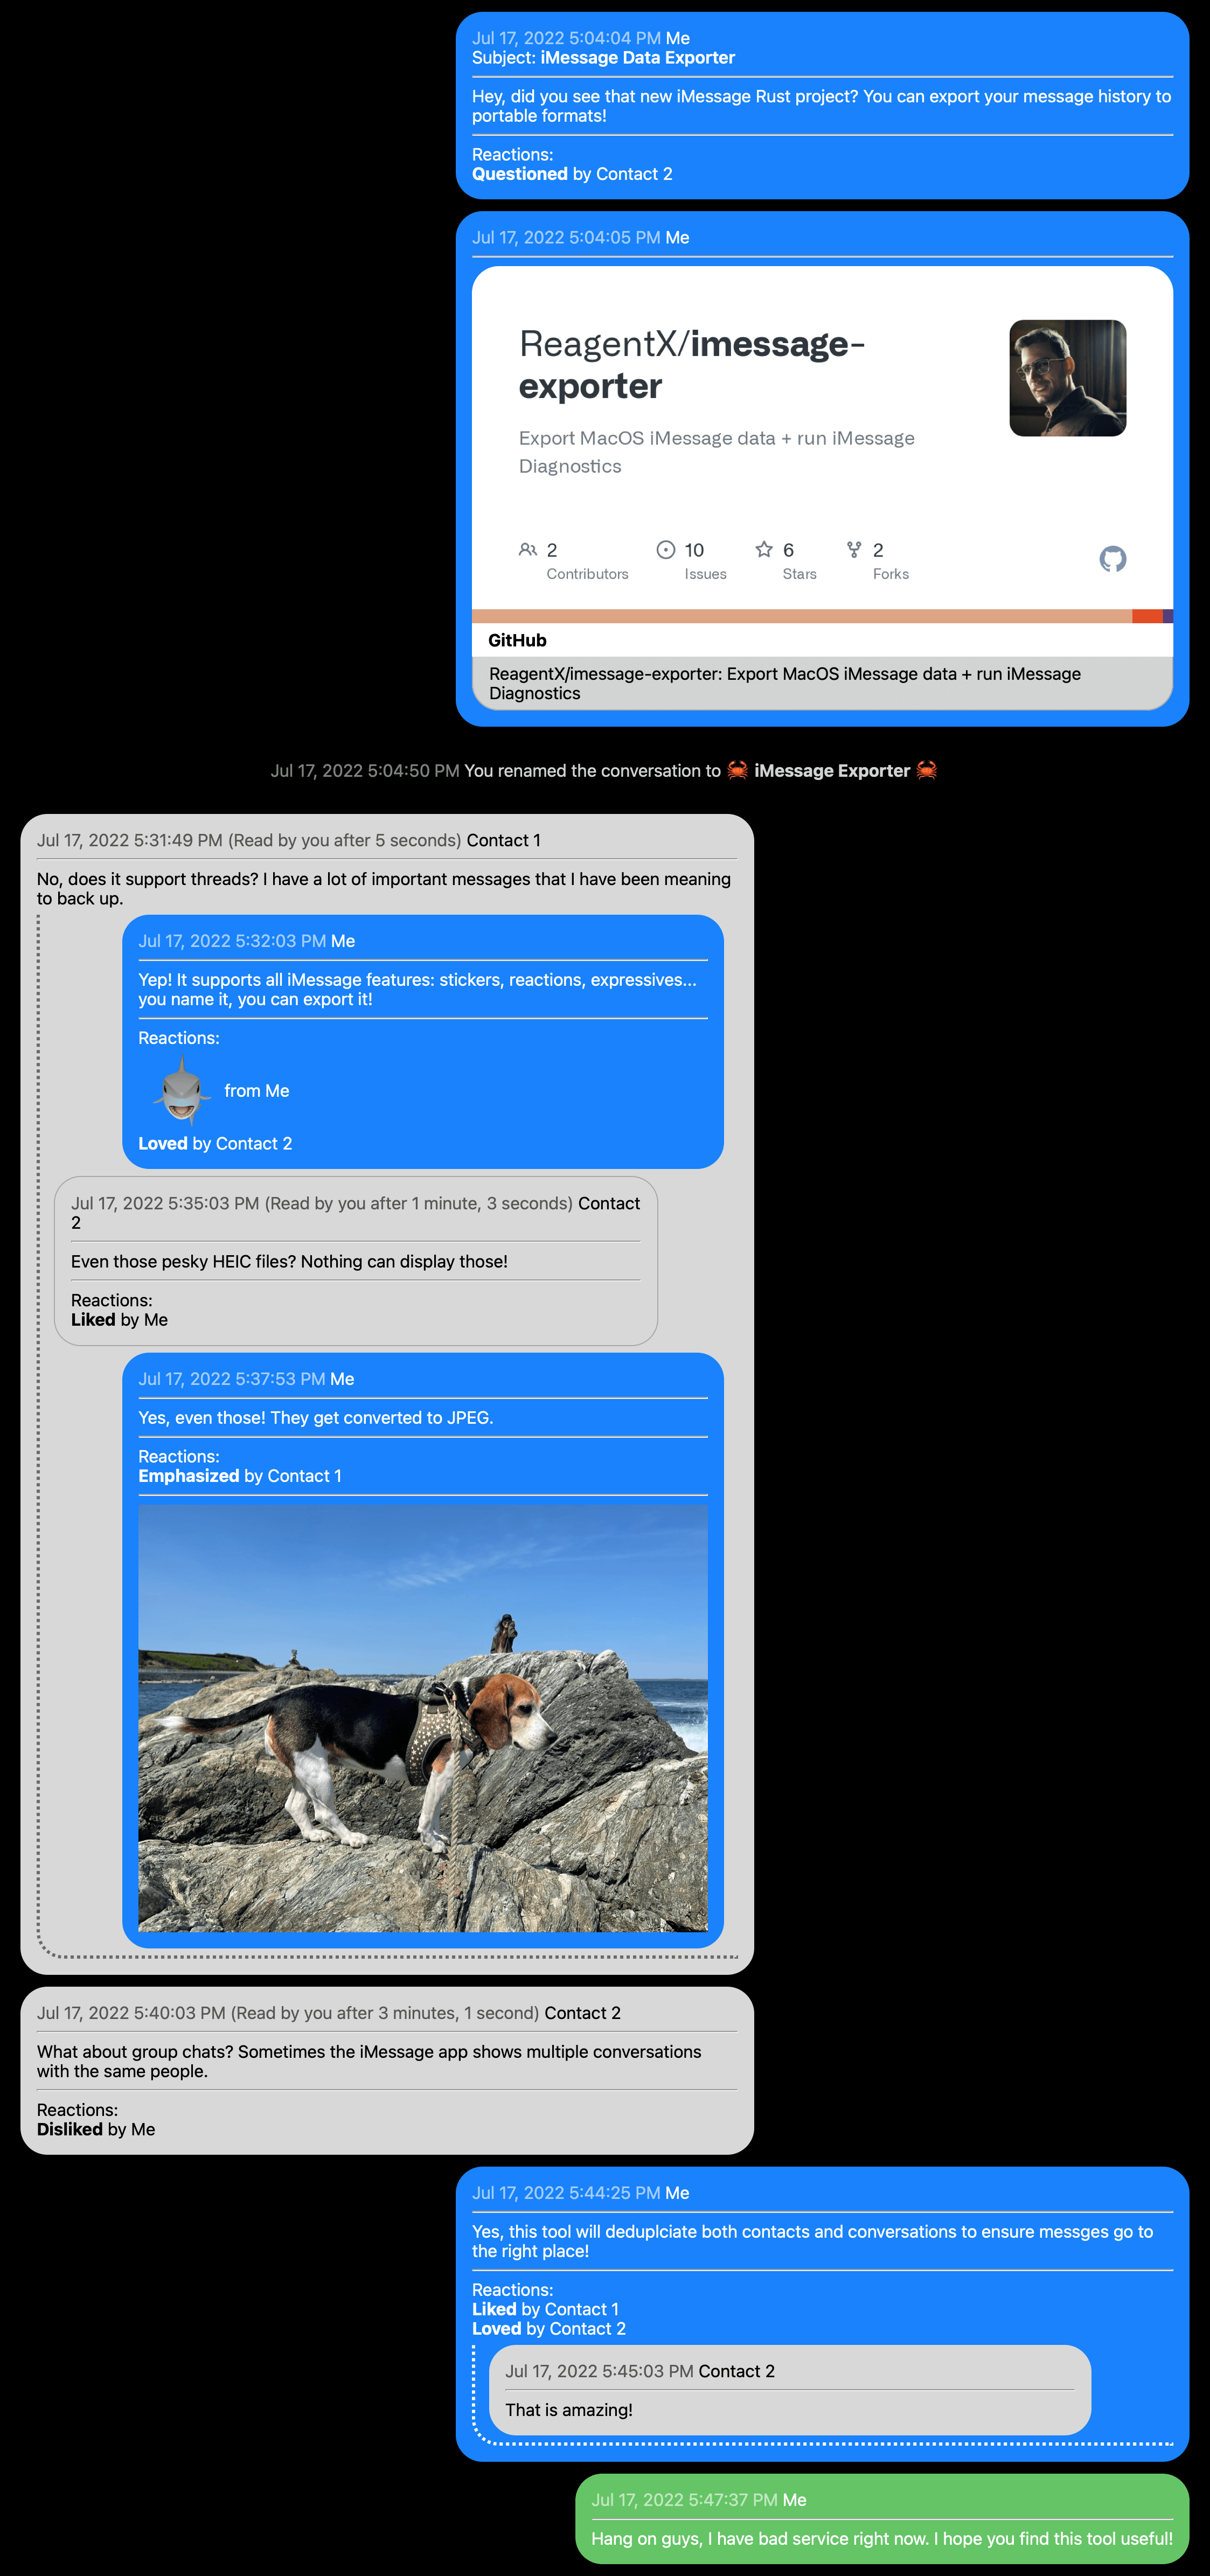 Jul 17, 2022 5:04:04 PM Me
Subject: iMessage Data Exporter
Hey, did you see that new iMessage Rust project? You can export your message history to
portable formats!
Reactions:
Questioned by Contact 2
Jul 17, 2022 5:04:05 PM Me
ReagentX/imessage-
exporter
Export MacOS iMessage data + run iMessage
Diagnostics
2 10 6 2
Contributors Issues Stars Forks
GitHub
ReagentX/imessage-exporter: Export MacOS iMessage data + run iMessage
Diagnostics
Jul 17, 2022 5:04:50 PM You renamed the conversation to 🦀 iMessage Exporter 🦀
Jul 17, 2022 5:31:49 PM (Read by you after 5 seconds) Contact 1
No, does it support threads? I have a lot of important messages that I have been meaning
to back up.
Jul 17, 2022 5:32:03 PM Me
Yep! It supports all iMessage features: stickers, reactions, expressives...
you name it, you can export it!
Reactions:
from Me
Loved by Contact 2
Jul 17, 2022 5:35:03 PM (Read by you after 1 minute, 3 seconds) Contact
2
Even those pesky HEIC files? Nothing can display those!
Reactions:
Liked by Me
Jul 17, 2022 5:37:53 PM Me
Yes, even those! They get converted to JPEG.
Reactions:
Emphasized by Contact 1
Jul 17, 2022 5:40:03 PM (Read by you after 3 minutes, 1 second) Contact 2
What about group chats? Sometimes the iMessage app shows multiple conversations
with the same people.
Reactions:
Disliked by Me
Jul 17, 2022 5:44:25 PM Me
Yes, this tool will deduplciate both contacts and conversations to ensure messges go to
the right place!
Reactions:
Liked by Contact 1
Loved by Contact 2
Jul 17, 2022 5:45:03 PM Contact 2
That is amazing!
Jul 17, 2022 5:47:37 PM Me
Hang on guys, I have bad service right now. I hope you find this tool useful!